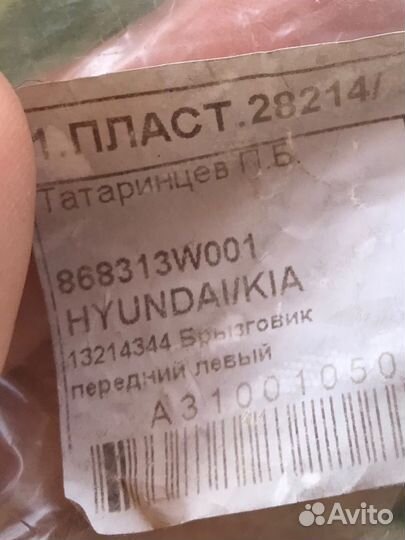 1.ПЛАСТ.28214/
Татаринцев П.Б.
868313W001
HYUNDAI/KIA
13214344 Брызговик
передний левый
A31001050
Avito